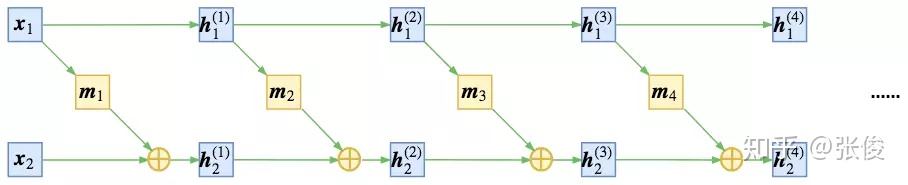 x₁ h₁⁽¹⁾ h₁⁽²⁾ h₁⁽³⁾ h₁⁽⁴⁾
m₁ m₂ m₃ m₄ ......
x₂ h₂⁽¹⁾ h₂⁽²⁾ h₂⁽³⁾ h₂⁽⁴⁾
知乎 @张俊